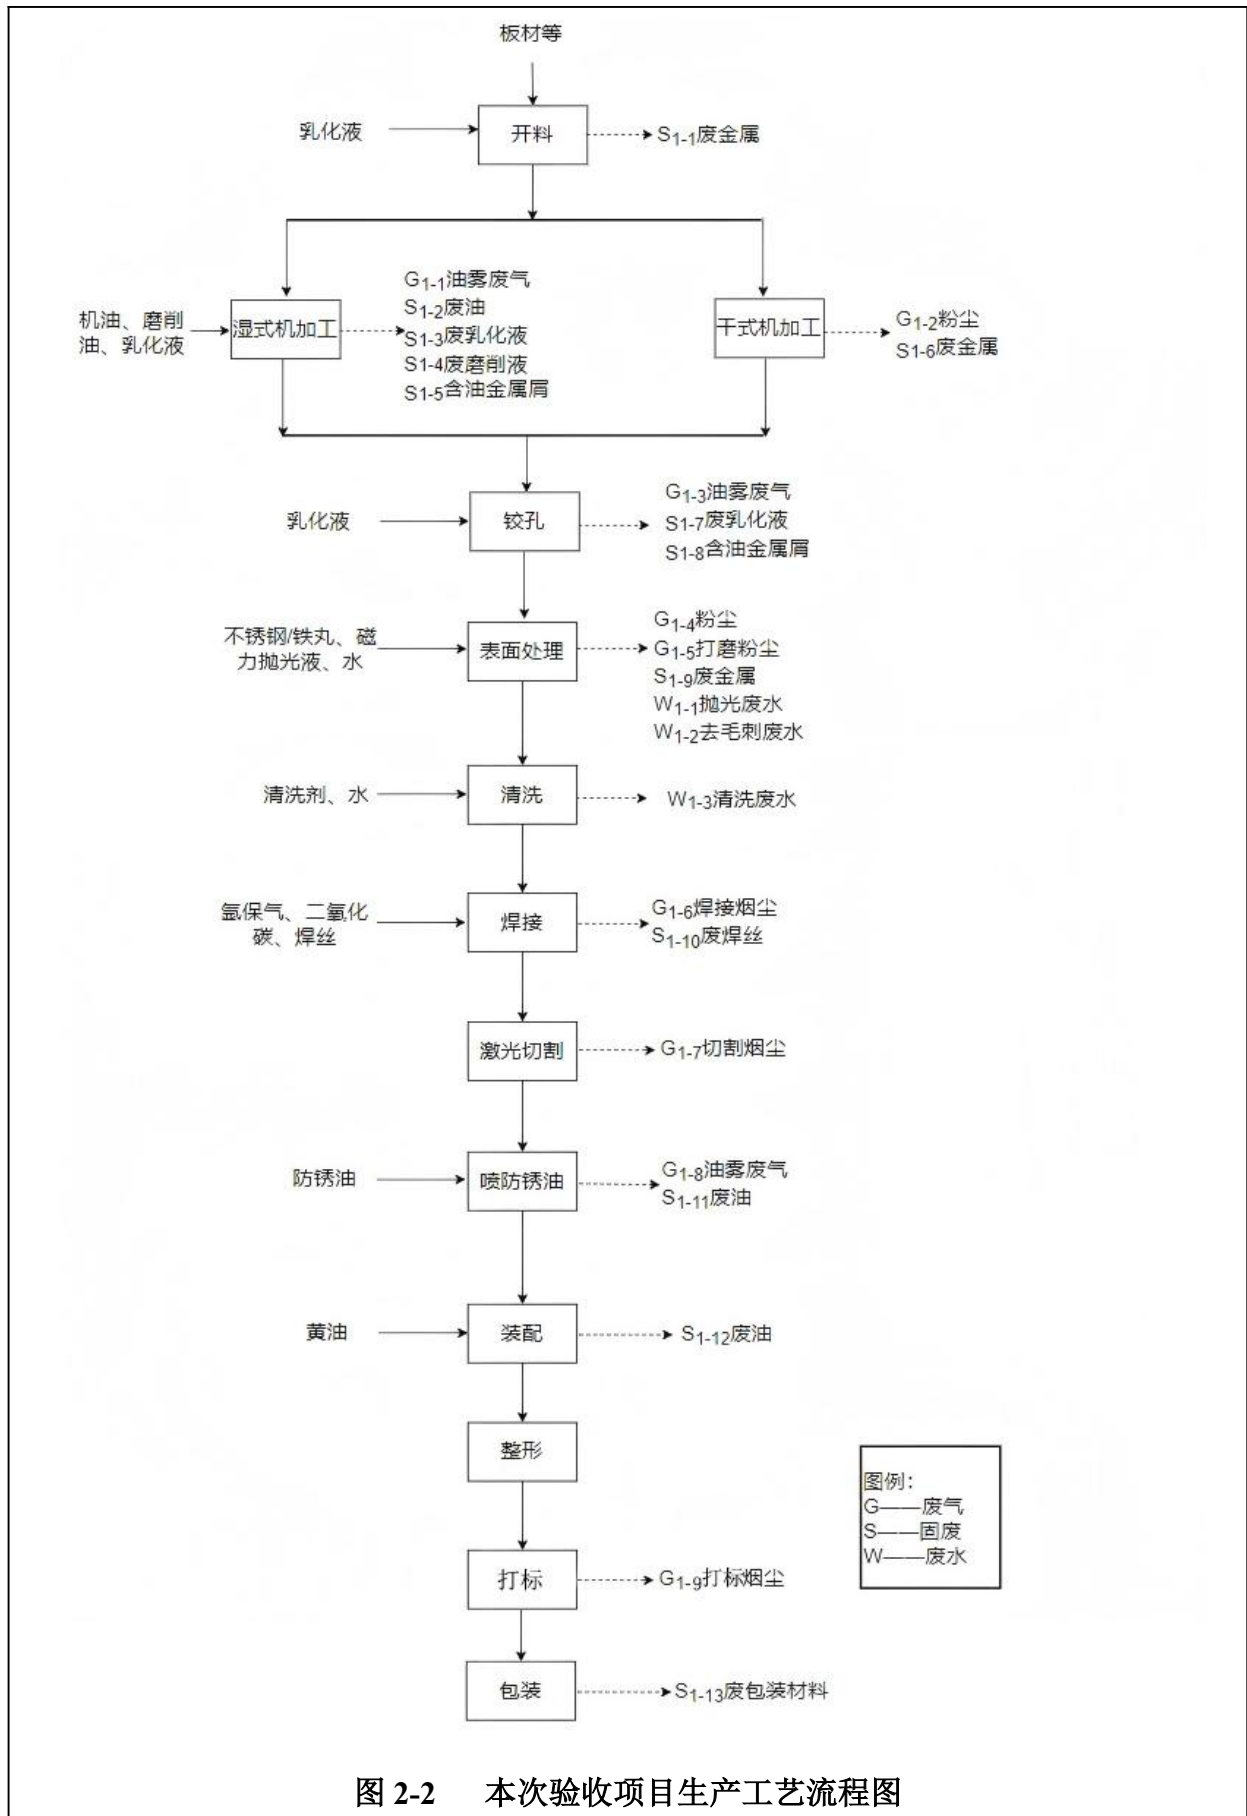 板材等
乳化液
开料
S1-1废金属
机油、磨削
油、乳化液
湿式机加工
G1-1油雾废气
S1-2废油
S1-3废乳化液
S1-4废磨削液
S1-5含油金属屑
干式机加工
G1-2粉尘
S1-6废金属
乳化液
铰孔
G1-3油雾废气
S1-7废乳化液
S1-8含油金属屑
不锈钢/铁丸、磁
力抛光液、水
表面处理
G1-4粉尘
G1-5打磨粉尘
S1-9废金属
W1-1抛光废水
W1-2去毛刺废水
清洗剂、水
清洗
W1-3清洗废水
氩保气、二氧化
碳、焊丝
焊接
G1-6焊接烟尘
S1-10废焊丝
激光切割
G1-7切割烟尘
防锈油
喷防锈油
G1-8油雾废气
S1-11废油
黄油
装配
S1-12废油
整形
打标
G1-9打标烟尘
包装
S1-13废包装材料
图例：
G——废气
S——固废
W——废水
图 2-2 本次验收项目生产工艺流程图